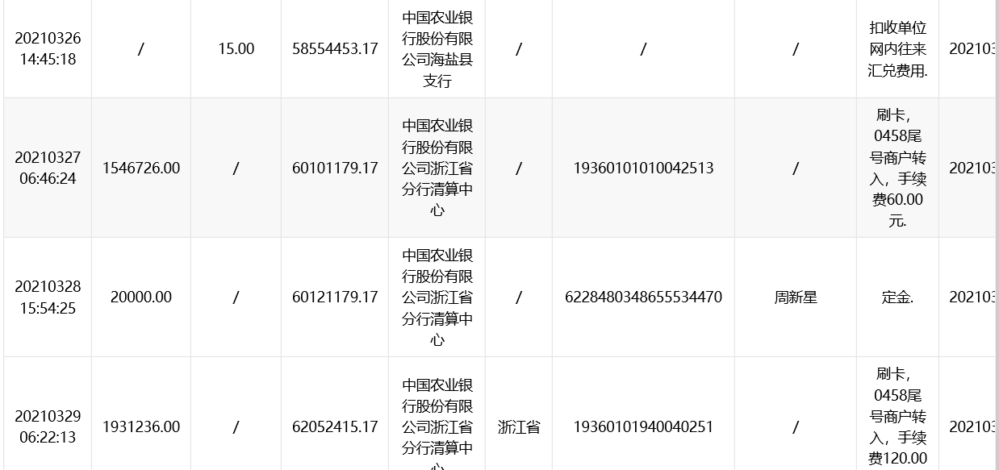 20210326
14:45:18
/
15.00
58554453.17
中国农业银
行股份有限
公司海盐县
支行
/
/
/
扣收单位
网内往来
汇兑费用.
202103
20210327
06:46:24
1546726.00
/
60101179.17
中国农业银
行股份有限
公司浙江省
分行清算中
心
/
19360101010042513
/
刷卡，
0458尾
号商户转
入，手续
费60.00
元.
202103
20210328
15:54:25
20000.00
/
60121179.17
中国农业银
行股份有限
公司浙江省
分行清算中
心
/
6228480348655534470
周新星
定金.
202103
20210329
06:22:13
1931236.00
/
62052415.17
中国农业银
行股份有限
公司浙江省
分行清算中
心
浙江省
19360101940040251
/
刷卡，
0458尾
号商户转
入，手续
费120.00
202103